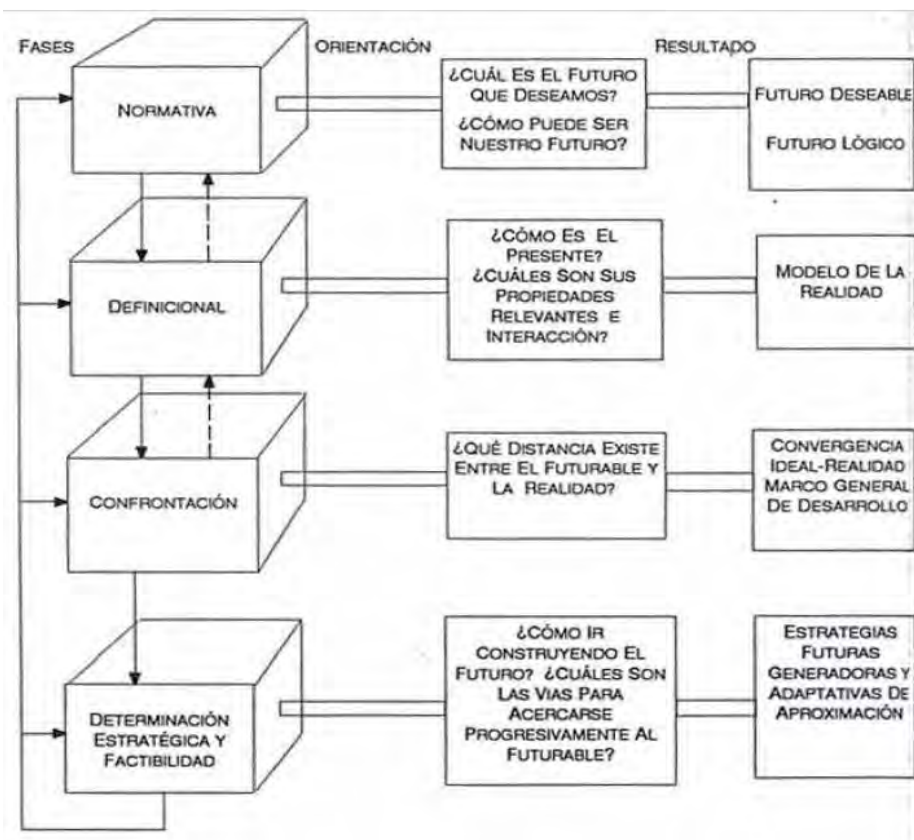 FASES
ORIENTACIÓN
RESULTADO
NORMATIVA
¿CUÁL ES EL FUTURO
QUE DESEAMOS?
¿CÓMO PUEDE SER
NUESTRO FUTURO?
FUTURO DESEABLE
FUTURO LÓGICO
DEFINICIONAL
¿CÓMO ES EL
PRESENTE?
¿CUÁLES SON SUS
PROPIEDADES
RELEVANTES E
INTERACCIÓN?
MODELO DE LA
REALIDAD
CONFRONTACIÓN
¿QUÉ DISTANCIA EXISTE
ENTRE EL FUTURABLE Y
LA REALIDAD?
CONVERGENCIA
IDEAL-REALIDAD
MARCO GENERAL
DE DESARROLLO
DETERMINACIÓN
ESTRATÉGICA Y
FACTIBILIDAD
¿CÓMO IR
CONSTRUYENDO EL
FUTURO? ¿CUÁLES SON
LAS VIAS PARA
ACERCARSE
PROGRESIVAMENTE AL
FUTURABLE?
ESTRATEGIAS
FUTURAS
GENERADORAS Y
ADAPTATIVAS DE
APROXIMACIÓN